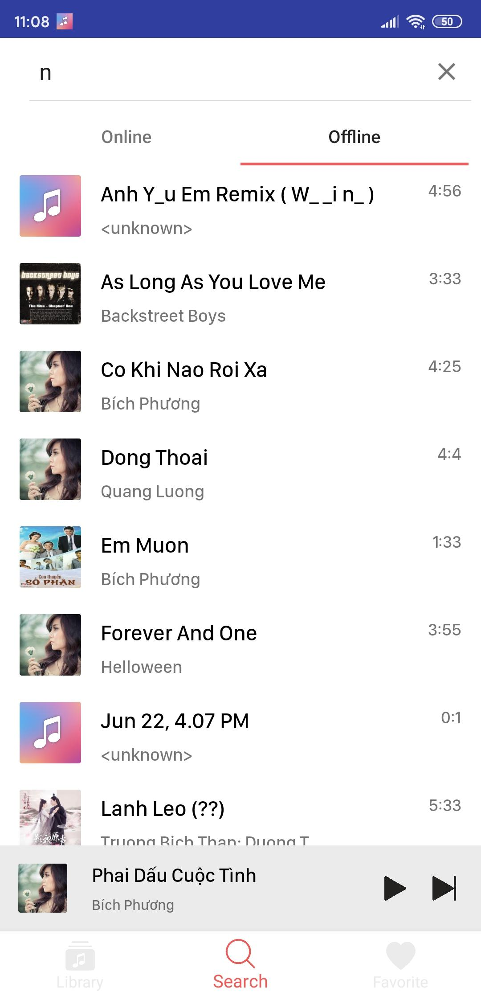 11:08
50
n
Online Offline
Anh Y_u Em Remix ( W_ _i n_ ) 4:56
<unknown>
backstreet boys
The Hits - Chapter One
As Long As You Love Me 3:33
Backstreet Boys
Co Khi Nao Roi Xa 4:25
Bích Phương
Dong Thoai 4:4
Quang Luong
Em Muon 1:33
Con thuyền
SỐ PHẬN
Bích Phương
Forever And One 3:55
Helloween
Jun 22, 4.07 PM 0:1
<unknown>
Lanh Leo (??) 5:33
影视原声
Truong Bich Than; Duong T
Phai Dấu Cuộc Tình
Bích Phương
Library Search Favorite